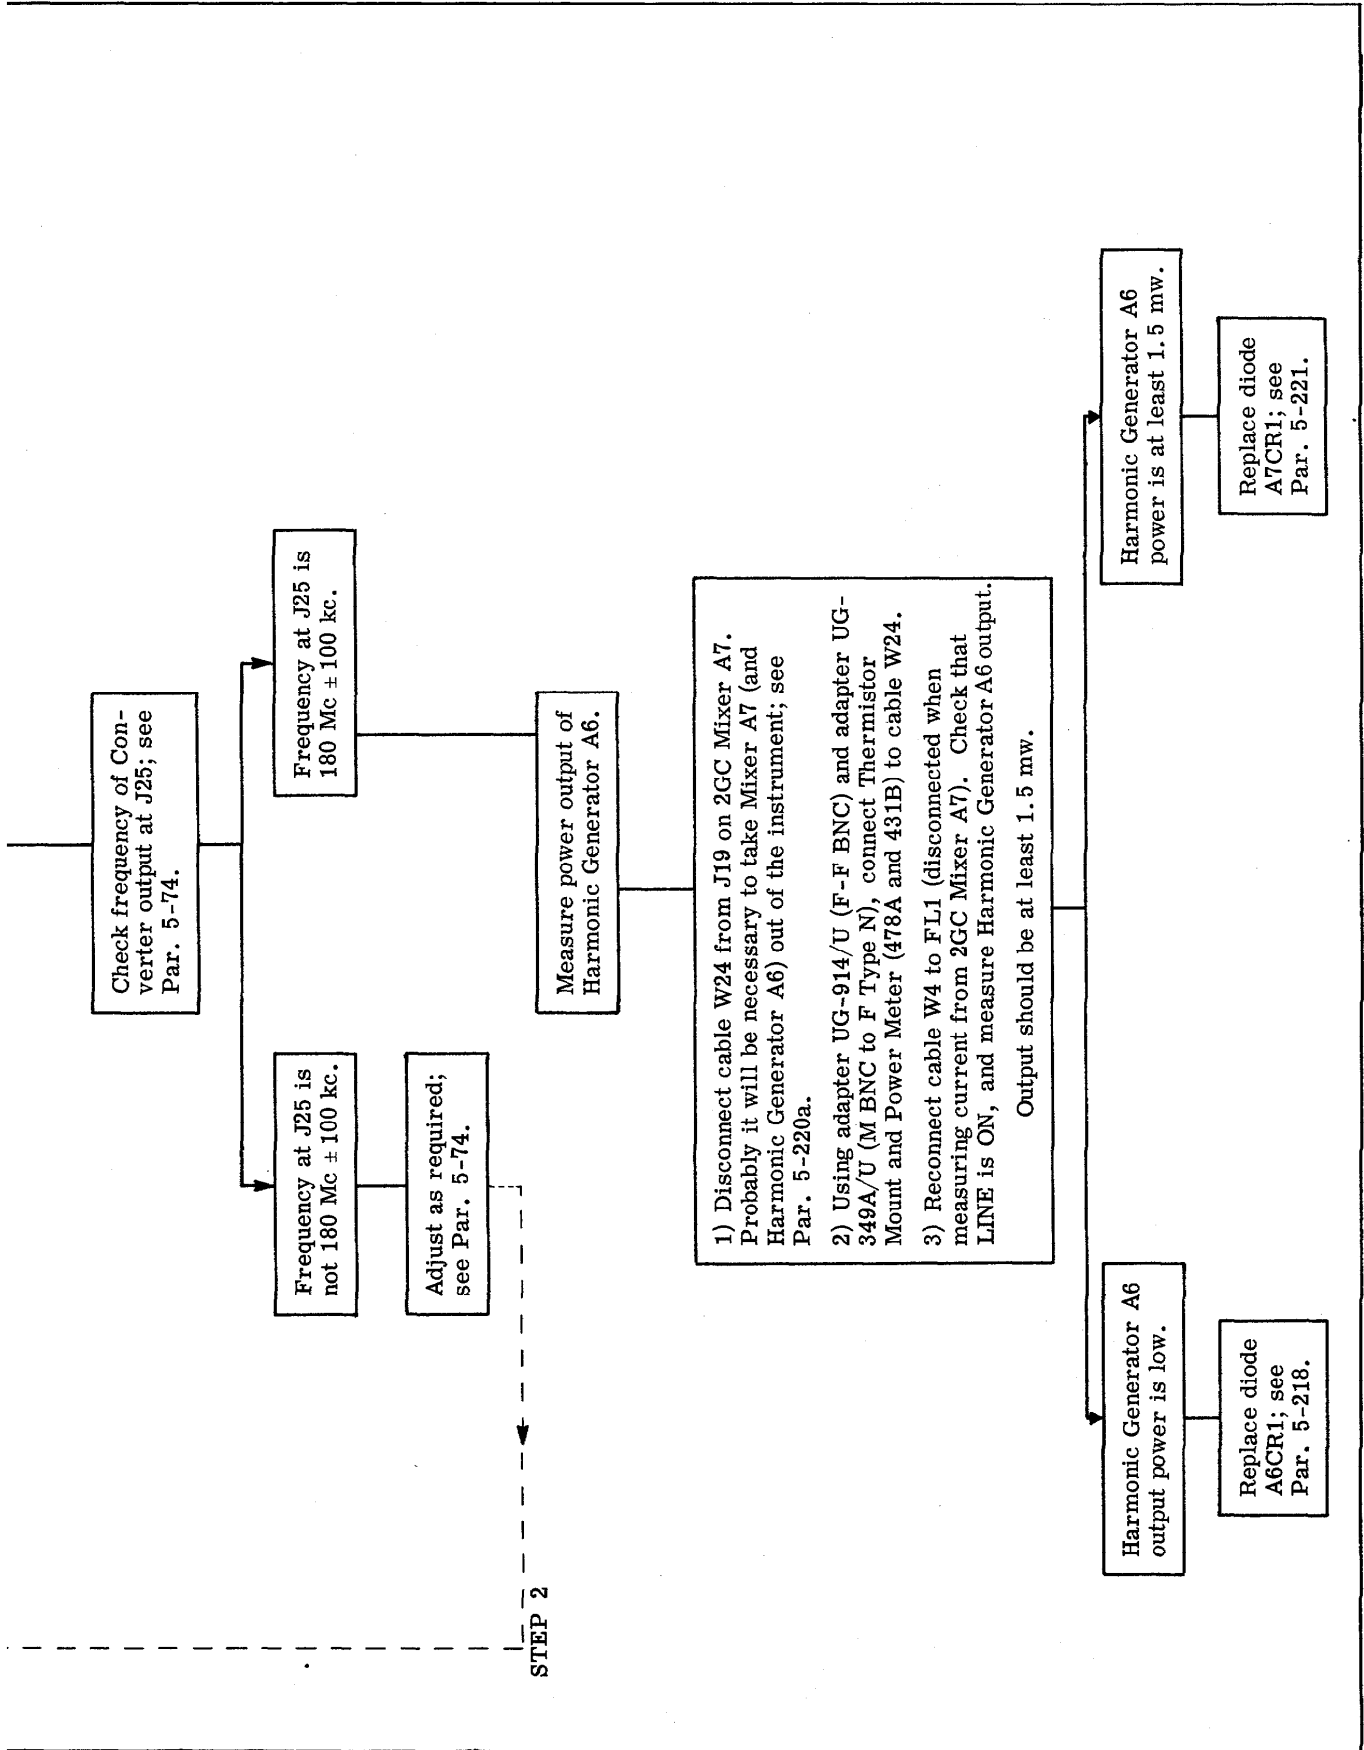 Check frequency of Con-
verter output at J25; see
Par. 5-74.
Frequency at J25 is
not 180 Mc ± 100 kc.
Frequency at J25 is
180 Mc ± 100 kc.
Adjust as required;
see Par. 5-74.
STEP 2
Measure power output of
Harmonic Generator A6.
1) Disconnect cable W24 from J19 on 2GC Mixer A7.
Probably it will be necessary to take Mixer A7 (and
Harmonic Generator A6) out of the instrument; see
Par. 5-220a.
2) Using adapter UG-914/U (F-F BNC) and adapter UG-
349A/U (M BNC to F Type N), connect Thermistor
Mount and Power Meter (478A and 431B) to cable W24.
3) Reconnect cable W4 to FL1 (disconnected when
measuring current from 2GC Mixer A7). Check that
LINE is ON, and measure Harmonic Generator A6 output.
Output should be at least 1.5 mw.
Harmonic Generator A6
output power is low.
Harmonic Generator A6
power is at least 1.5 mw.
Replace diode
A6CR1; see
Par. 5-218.
Replace diode
A7CR1; see
Par. 5-221.